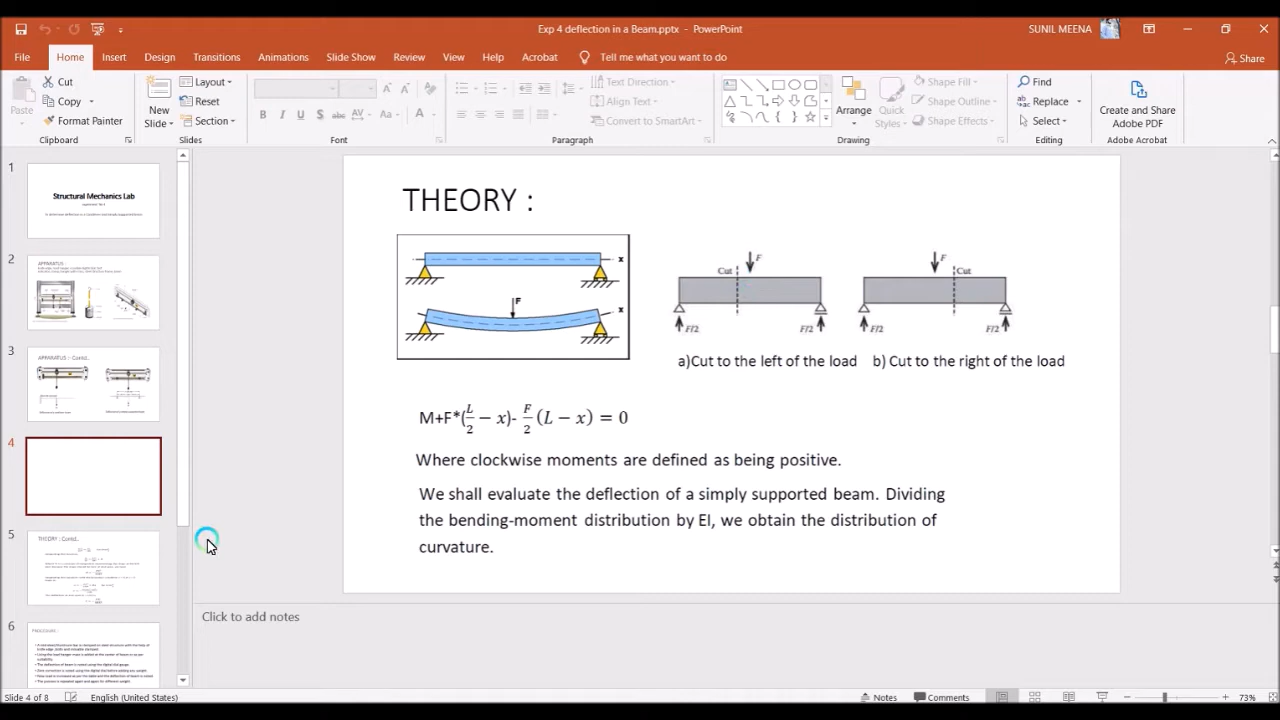 Exp 4 deflection in a Beam.pptx - PowerPoint
SUNIL MEENA
File Home Insert Design Transitions Animations Slide Show Review View Help Acrobat Tell me what you want to do
Share
Paste
Cut
Copy
Format Painter
Clipboard
New Slide
Layout
Reset
Section
Slides
Font
Text Direction
Align Text
Convert to SmartArt
Paragraph
Arrange
Quick Styles
Shape Fill
Shape Outline
Shape Effects
Drawing
Find
Replace
Select
Editing
Create and Share Adobe PDF
Adobe Acrobat
1
Structural Mechanics Lab
2
APPARATUS :
3
APPARATUS :- Contd..
4
5
THEORY : Contd..
6
PROCEDURE :
THEORY :
x
F
x
Cut F
F/2 F/2
F Cut
F/2 F/2
a)Cut to the left of the load b) Cut to the right of the load
M+F*(L/2 − x)- F/2 (L − x) = 0
Where clockwise moments are defined as being positive.
We shall evaluate the deflection of a simply supported beam. Dividing
the bending-moment distribution by EI, we obtain the distribution of
curvature.
Click to add notes
Slide 4 of 8 English (United States) Notes Comments 73%